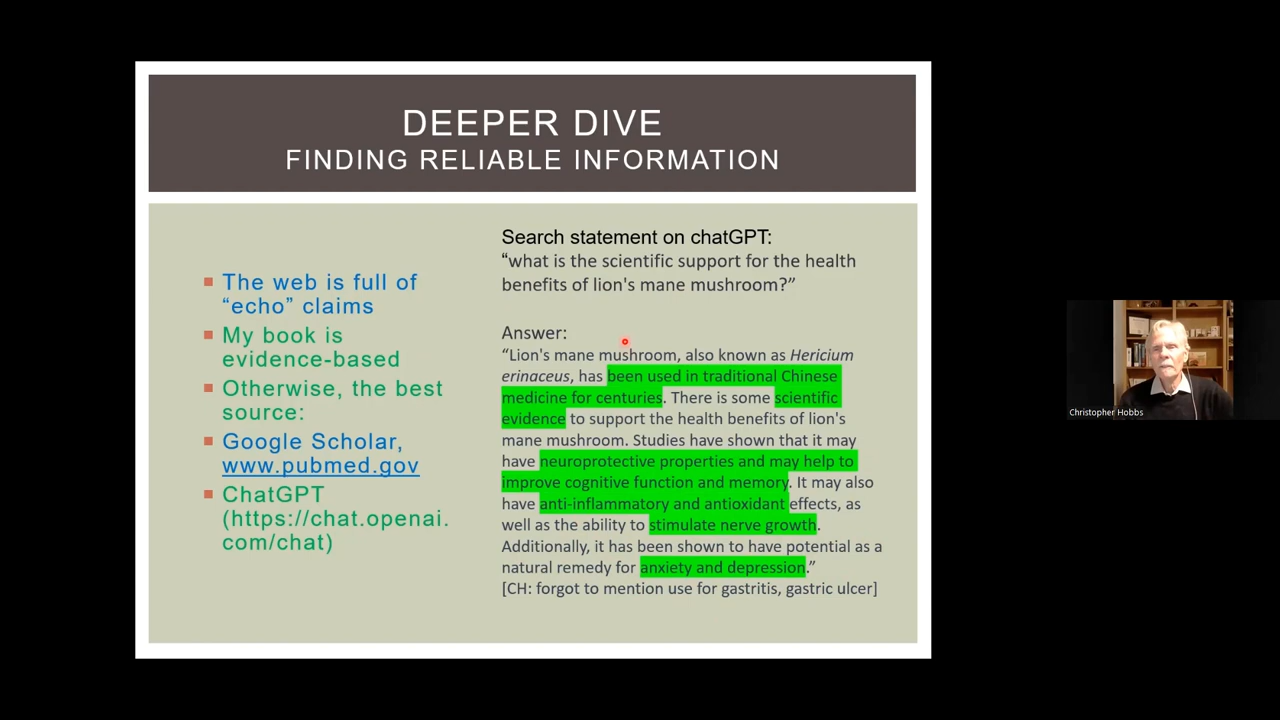 DEEPER DIVE
FINDING RELIABLE INFORMATION
The web is full of
“echo” claims
My book is
evidence-based
Otherwise, the best
source:
Google Scholar,
www.pubmed.gov
ChatGPT
(https://chat.openai.
com/chat)
Search statement on chatGPT:
“what is the scientific support for the health
benefits of lion's mane mushroom?”
Answer:
“Lion's mane mushroom, also known as Hericium
erinaceus, has been used in traditional Chinese
medicine for centuries. There is some scientific
evidence to support the health benefits of lion's
mane mushroom. Studies have shown that it may
have neuroprotective properties and may help to
improve cognitive function and memory. It may also
have anti-inflammatory and antioxidant effects, as
well as the ability to stimulate nerve growth.
Additionally, it has been shown to have potential as a
natural remedy for anxiety and depression.”
[CH: forgot to mention use for gastritis, gastric ulcer]
Christopher Hobbs